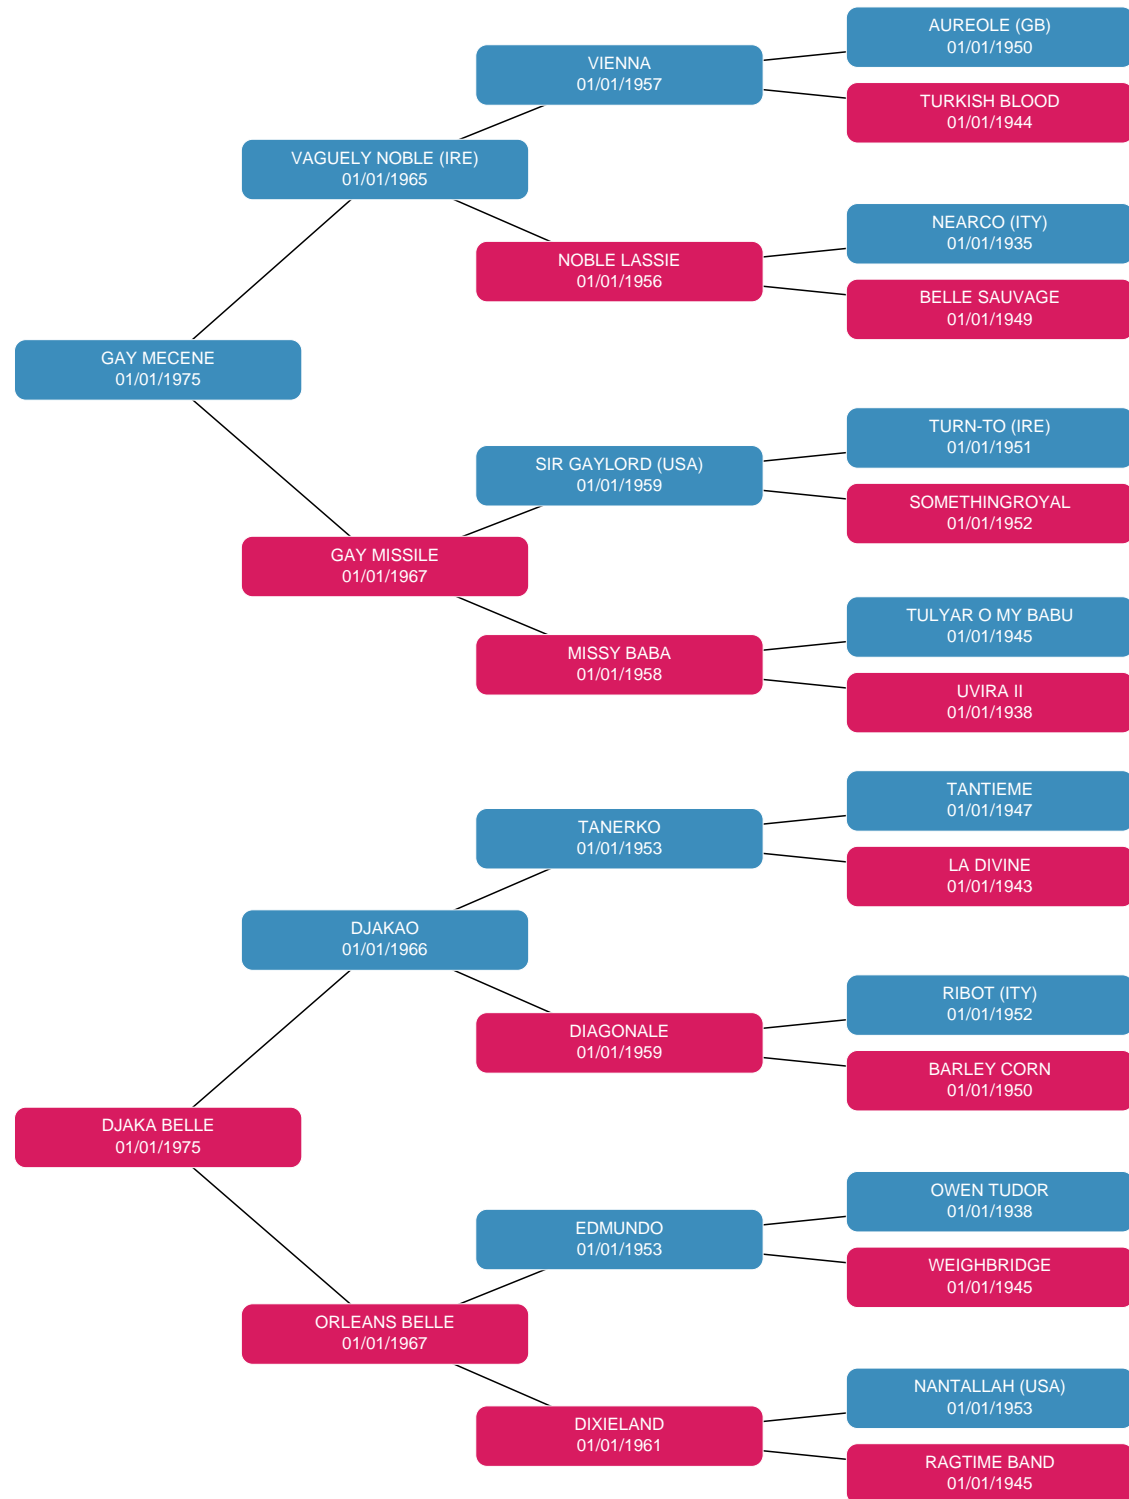 AUREOLE (GB)
01/01/1950
VIENNA
01/01/1957
TURKISH BLOOD
01/01/1944
VAGUELY NOBLE (IRE)
01/01/1965
NEARCO (ITY)
01/01/1935
NOBLE LASSIE
01/01/1956
BELLE SAUVAGE
01/01/1949
GAY MECENE
01/01/1975
TURN-TO (IRE)
01/01/1951
SIR GAYLORD (USA)
01/01/1959
SOMETHINGROYAL
01/01/1952
GAY MISSILE
01/01/1967
TULYAR O MY BABU
01/01/1945
MISSY BABA
01/01/1958
UVIRA II
01/01/1938
TANTIEME
01/01/1947
TANERKO
01/01/1953
LA DIVINE
01/01/1943
DJAKAO
01/01/1966
RIBOT (ITY)
01/01/1952
DIAGONALE
01/01/1959
BARLEY CORN
01/01/1950
DJAKA BELLE
01/01/1975
OWEN TUDOR
01/01/1938
EDMUNDO
01/01/1953
WEIGHBRIDGE
01/01/1945
ORLEANS BELLE
01/01/1967
NANTALLAH (USA)
01/01/1953
DIXIELAND
01/01/1961
RAGTIME BAND
01/01/1945